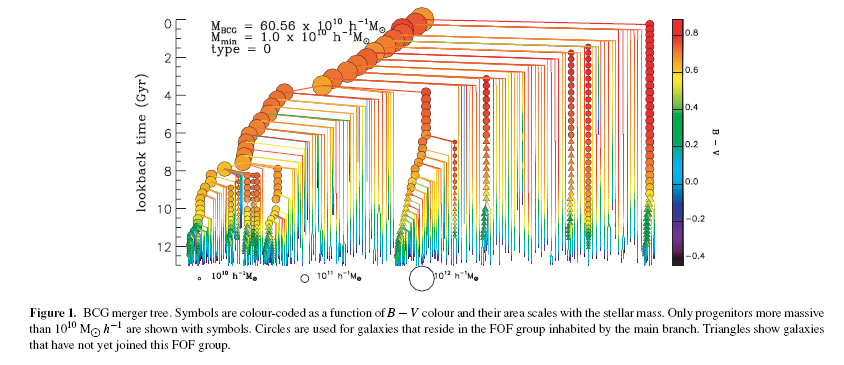 M_BCG = 60.56 x 10^10 h^-1 M_⊙
M_min = 1.0 x 10^10 h^-1 M_⊙
type = 0
lookback time (Gyr)
0
2
4
6
8
10
12
0.8
0.6
0.4
0.2
0.0
−0.2
−0.4
B − V
10^10 h^-1 M_⊙
10^11 h^-1 M_⊙
10^12 h^-1 M_⊙
Figure 1. BCG merger tree. Symbols are colour-coded as a function of B − V colour and their area scales with the stellar mass. Only progenitors more massive
than 10^10 M_⊙ h^-1 are shown with symbols. Circles are used for galaxies that reside in the FOF group inhabited by the main branch. Triangles show galaxies
that have not yet joined this FOF group.